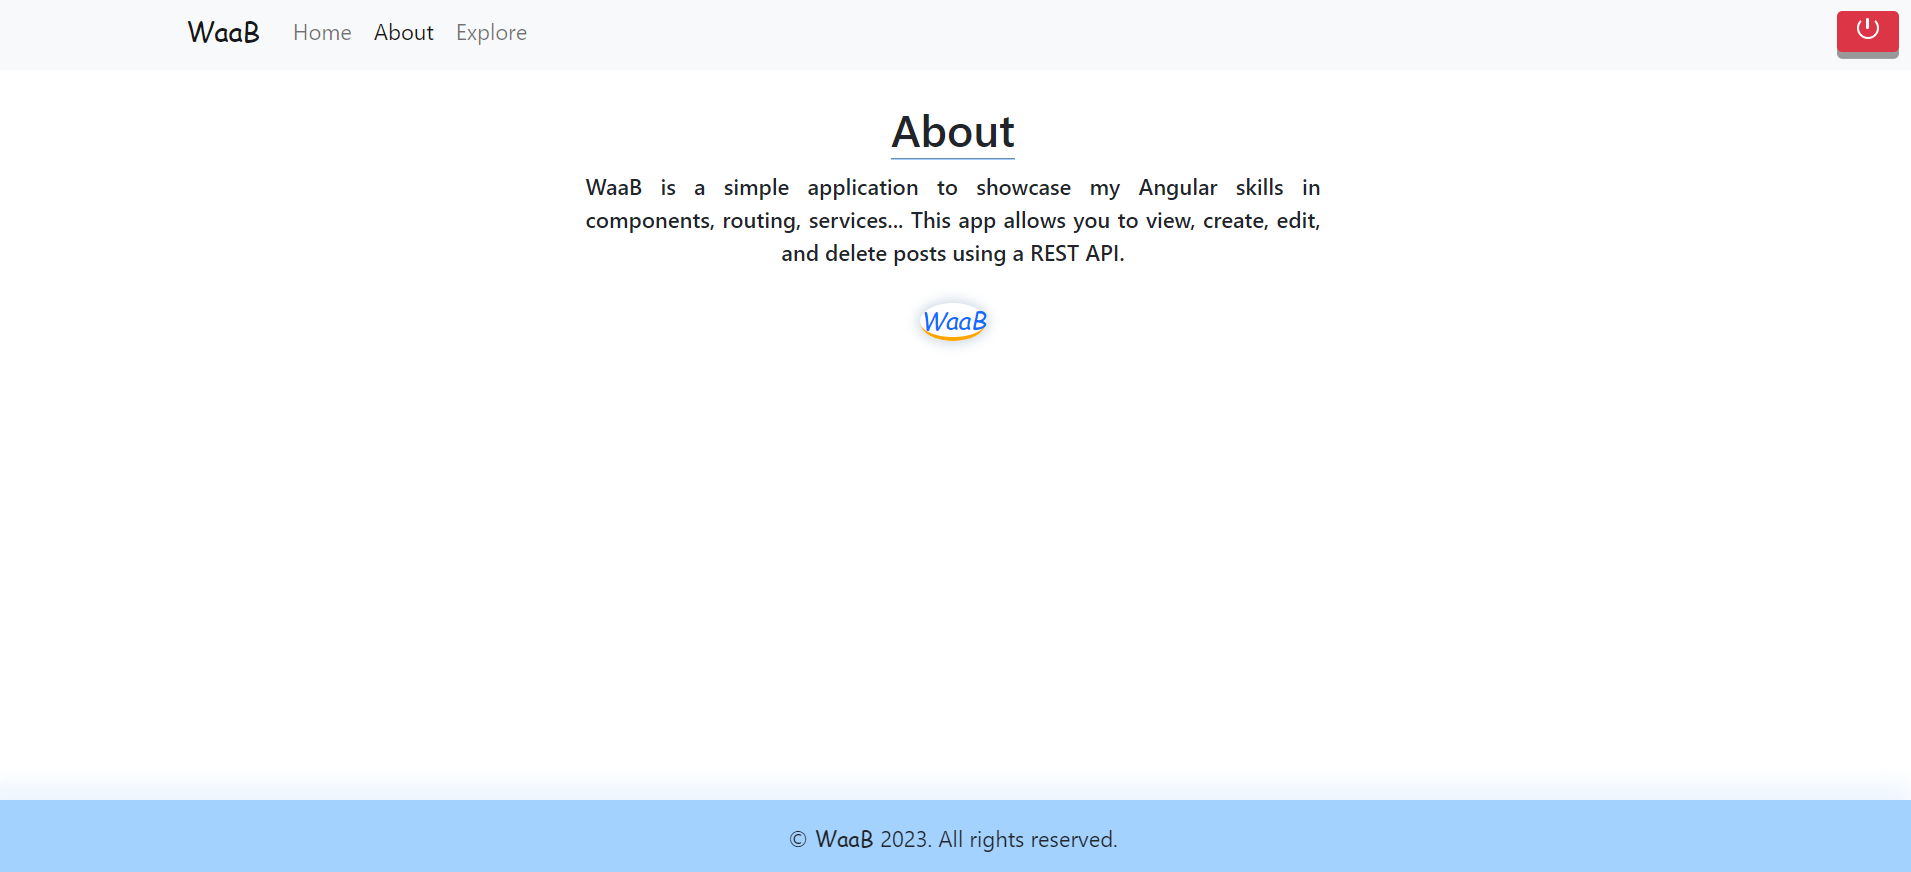 WaaB Home About Explore
About
WaaB is a simple application to showcase my Angular skills in
components, routing, services... This app allows you to view, create, edit,
and delete posts using a REST API.
WaaB
© WaaB 2023. All rights reserved.